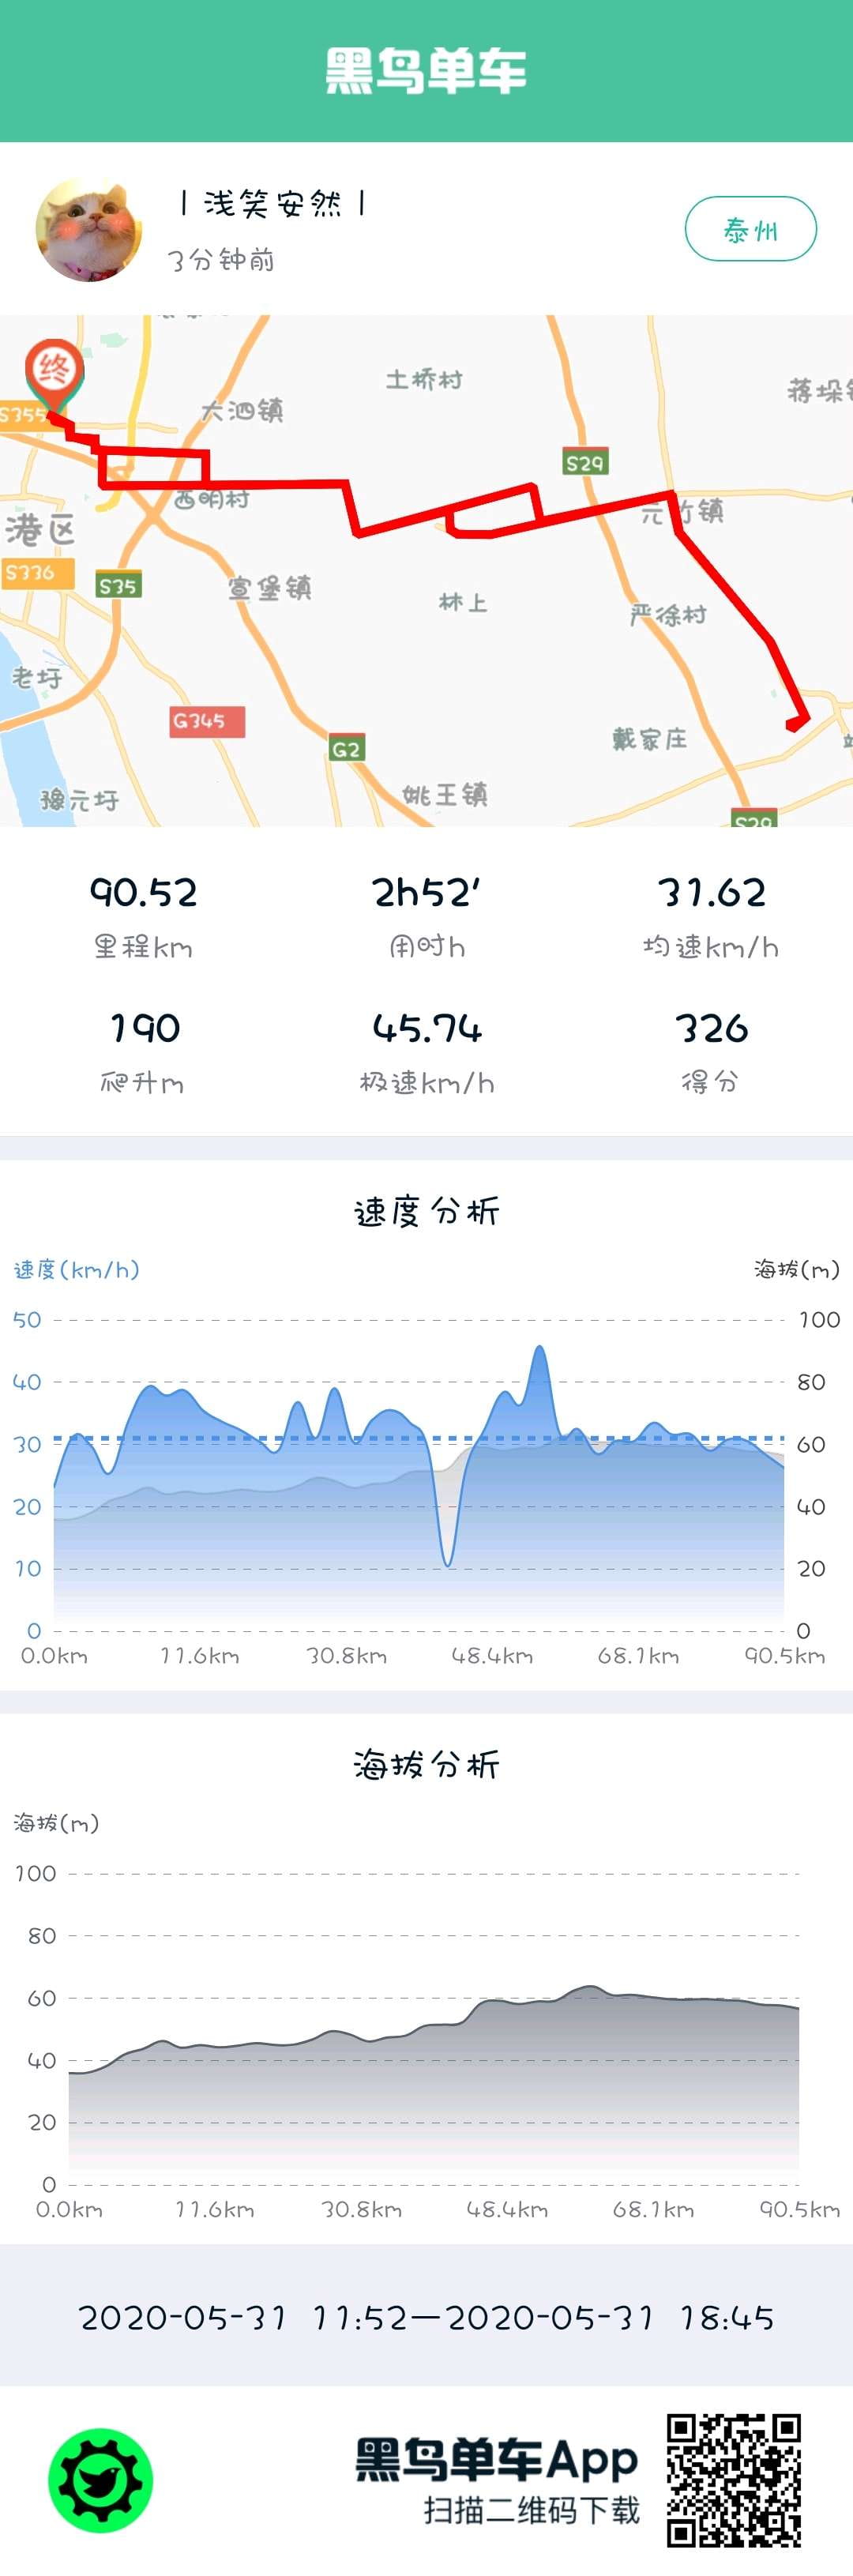 黑鸟单车
丨浅笑安然丨
3分钟前
泰州
终
S355
大泗镇
土桥村
蒋垛
S29
西明村
元竹镇
港区
S336
S35
宣堡镇
林上
严徐村
老圩
G345
G2
戴家庄
豫元圩
姚王镇
S29
90.52
2h52'
31.62
里程km
用时h
均速km/h
190
45.74
326
爬升m
极速km/h
得分
速度分析
速度(km/h)
海拔(m)
50
100
40
80
30
60
20
40
10
20
0
0
0.0km
11.6km
30.8km
48.4km
68.1km
90.5km
海拔分析
海拔(m)
100
80
60
40
20
0
0.0km
11.6km
30.8km
48.4km
68.1km
90.5km
2020-05-31 11:52—2020-05-31 18:45
黑鸟单车App
扫描二维码下载